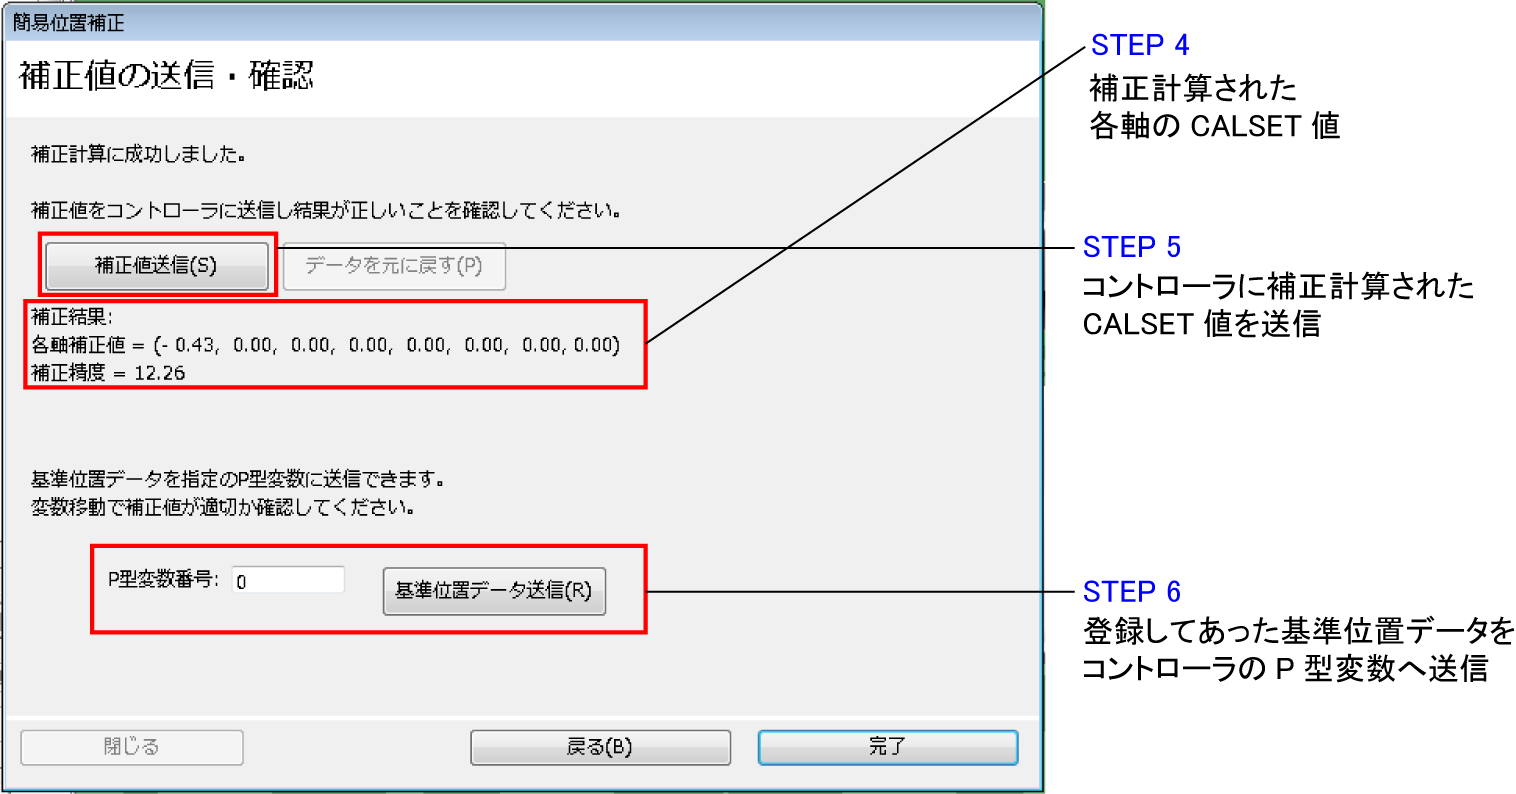 簡易位置補正
補正値の送信・確認
補正計算に成功しました。
補正値をコントローラに送信し結果が正しいことを確認してください。
補正値送信(S)
データを元に戻す(P)
補正結果:
各軸補正値 = (- 0.43, 0.00, 0.00, 0.00, 0.00, 0.00, 0.00, 0.00)
補正精度 = 12.26
基準位置データを指定のP型変数に送信できます。
変数移動で補正値が適切か確認してください。
P型変数番号: 0
基準位置データ送信(R)
閉じる
戻る(B)
完了
STEP 4
補正計算された
各軸の CALSET 値
STEP 5
コントローラに補正計算された
CALSET 値を送信
STEP 6
登録してあった基準位置データを
コントローラの P 型変数へ送信